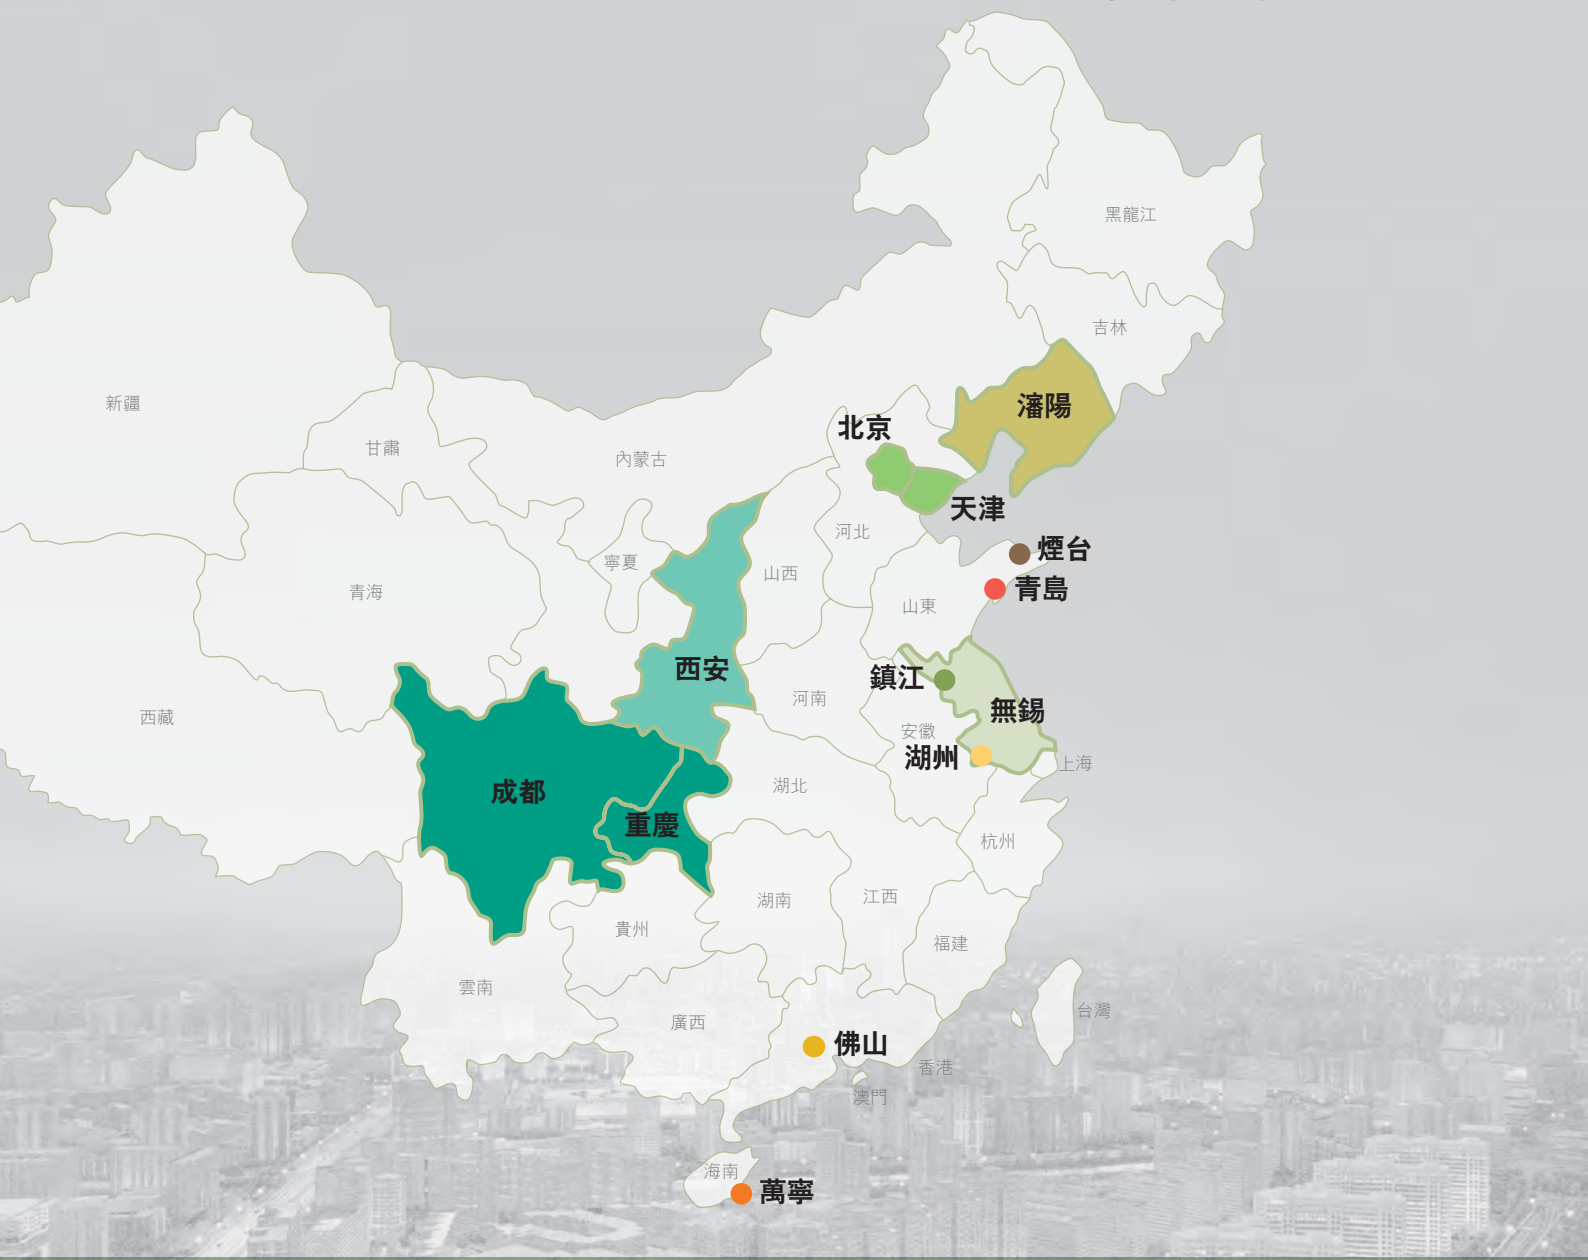 黑龍江
吉林
新疆
瀋陽
北京
甘肅
內蒙古
天津
河北
煙台
寧夏
山西
青島
青海
山東
西安
鎮江
河南
無錫
西藏
安徽
湖州
上海
成都
湖北
重慶
杭州
湖南
江西
貴州
福建
雲南
台灣
廣西
佛山
香港
澳門
海南
萬寧